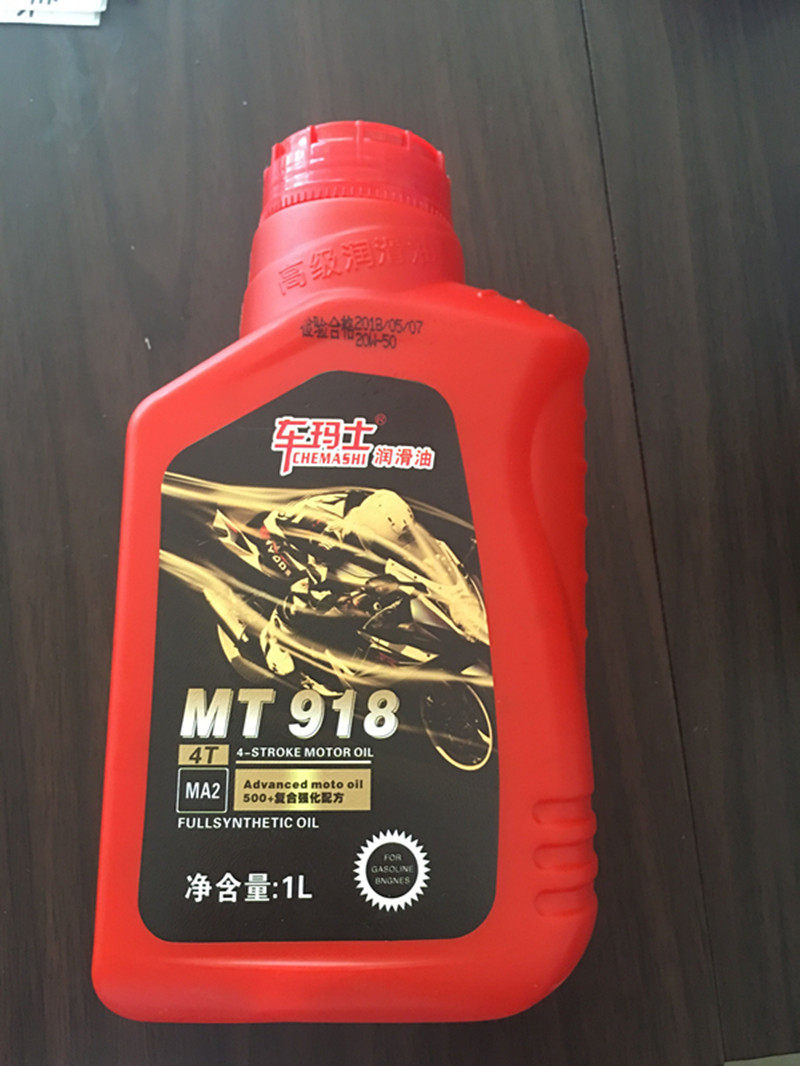 高级润滑油
试验合格2018/05/07
20W-50
车玛士®
CHEMASHI 润滑油
MT 918
4T 4-STROKE MOTOR OIL
MA2
Advanced moto oil
500+复合强化配方
FULLSYNTHETIC OIL
净含量:1L
FOR
GASOLINE
BNGNES